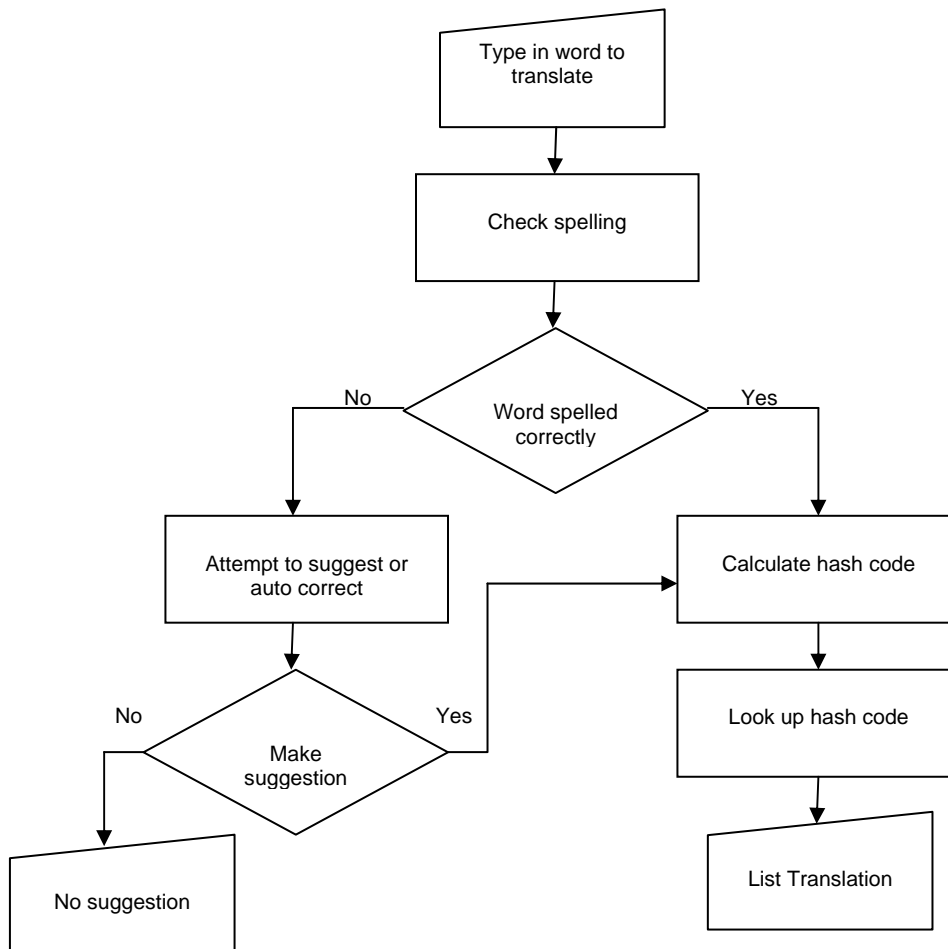 Type in word to
translate
Check spelling
No
Yes
Word spelled
correctly
Attempt to suggest or
auto correct
Calculate hash code
No
Yes
Look up hash code
Make
suggestion
List Translation
No suggestion